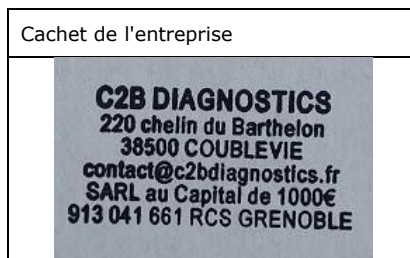 Cachet de l'entreprise
C2B DIAGNOSTICS
220 chelin du Barthelon
38500 COUBLEVIE
contact@c2bdiagnostics.fr
SARL au Capital de 1000€
913 041 661 RCS GRENOBLE